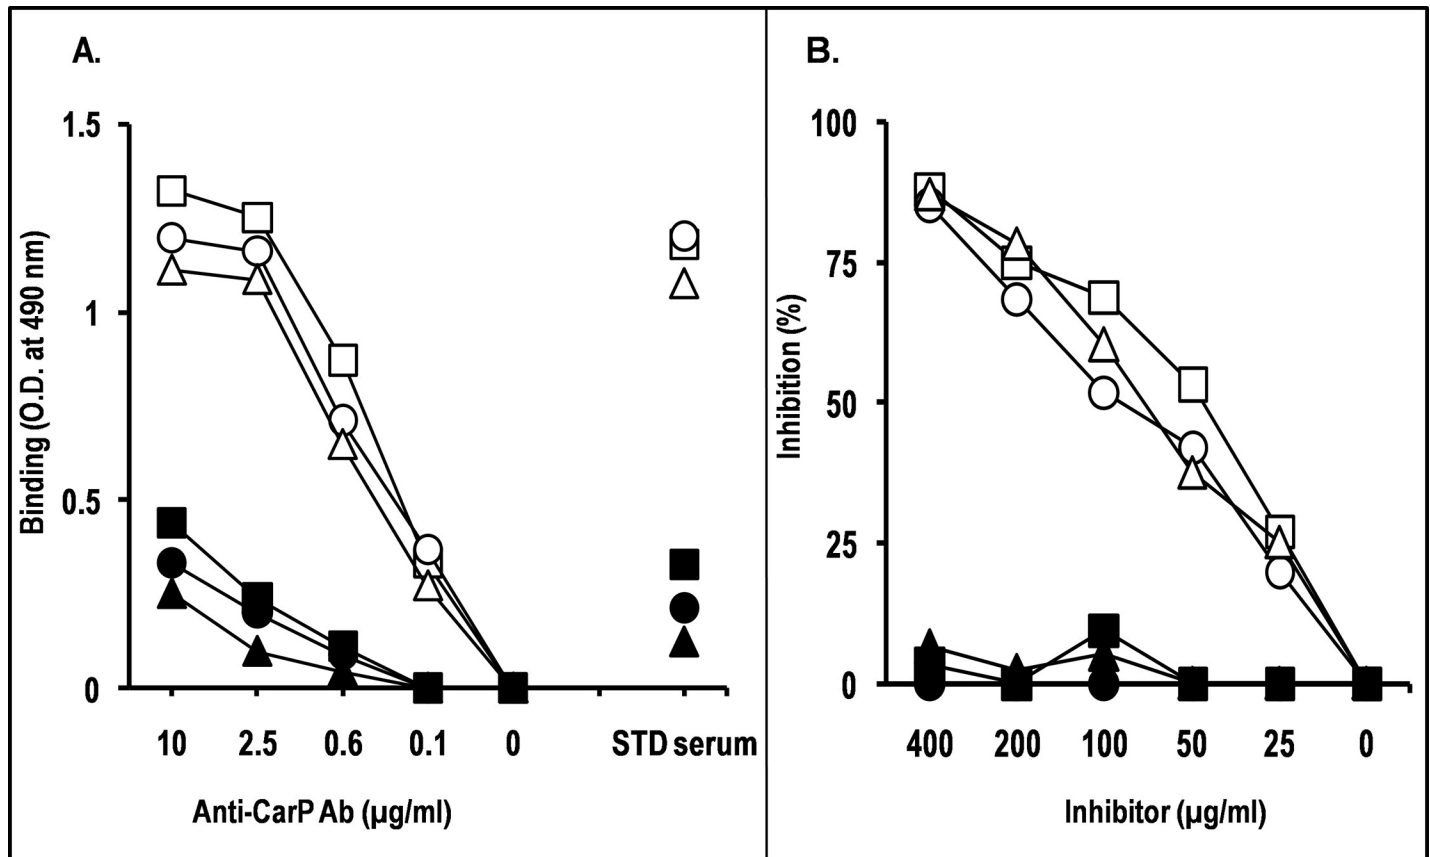 A.
Binding (O.D. at 490 nm)
1.5
1
0.5
0
10 2.5 0.6 0.1 0 STD serum
Anti-CarP Ab (µg/ml)
B.
Inhibition (%)
100
75
50
25
0
400 200 100 50 25 0
Inhibitor (µg/ml)